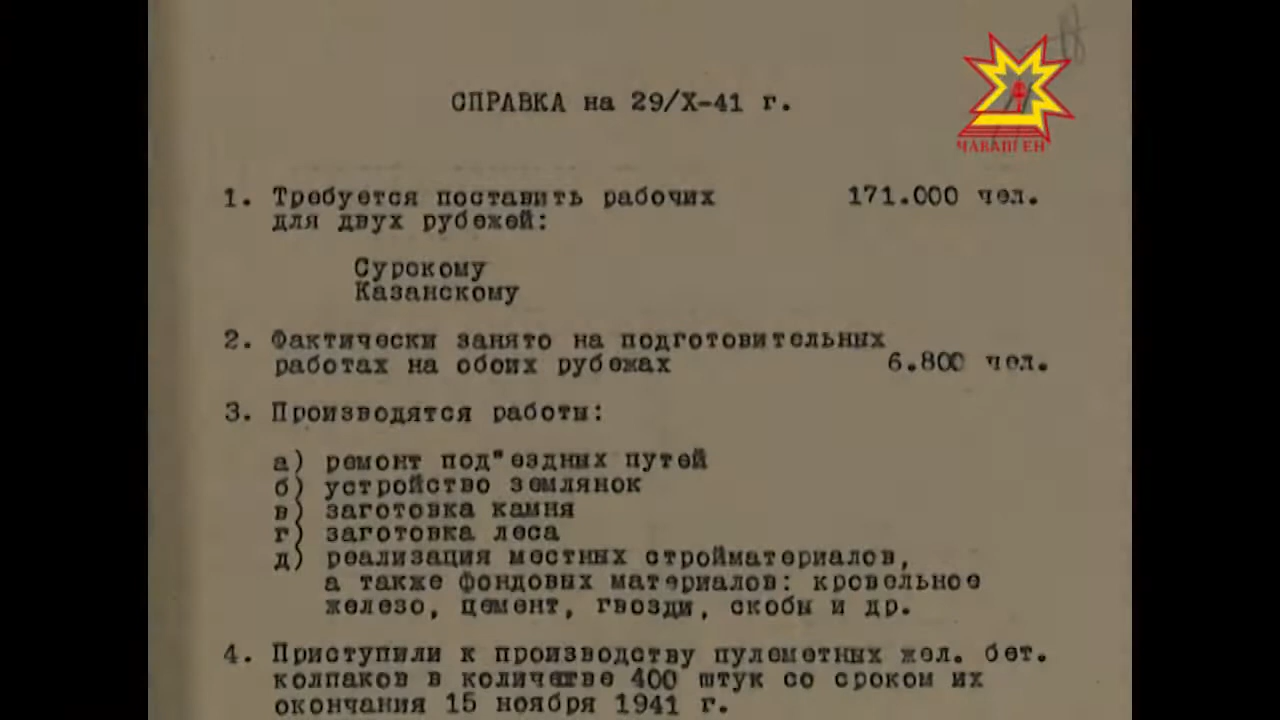 СПРАВКА на 29/X-41 г.
ЧӐВАШ ЕН
1. Требуется поставить рабочих 171.000 чел.
для двух рубежей:
Сурскому
Казанскому
2. Фактически занято на подготовительных
работах на обоих рубежах 6.800 чел.
3. Производятся работы:
а) ремонт под"ездных путей
б) устройство землянок
в) заготовка камня
г) заготовка леса
д) реализация местных стройматериалов,
а также фондовых материалов: кровельное
железо, цемент, гвозди, скобы и др.
4. Приступили к производству пулеметных жел. бет.
колпаков в количестве 400 штук со сроком их
окончания 15 ноября 1941 г.